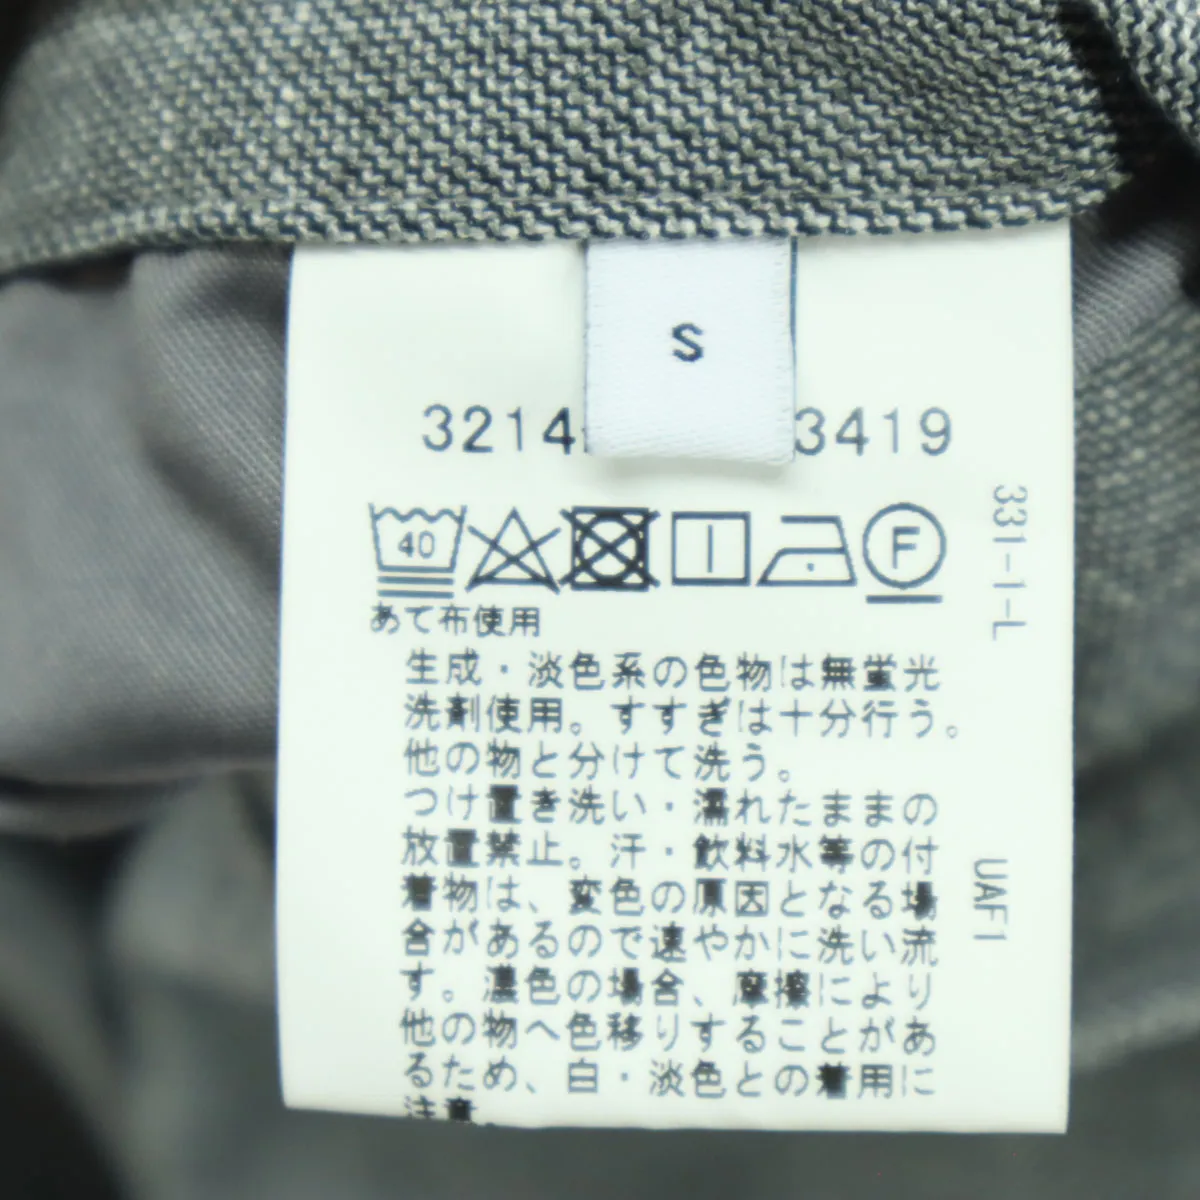 S
3214 3419
40 F
あて布使用
生成・淡色系の色物は無蛍光
洗剤使用。すすぎは十分行う。
他の物と分けて洗う。
つけ置き洗い・濡れたままの
放置禁止。汗・飲料水等の付
着物は、変色の原因となる場
合があるので速やかに洗い流
す。濃色の場合、摩擦により
他の物へ色移りすることがあ
るため、白・淡色との着用に
注意
331-1-L
UAF1